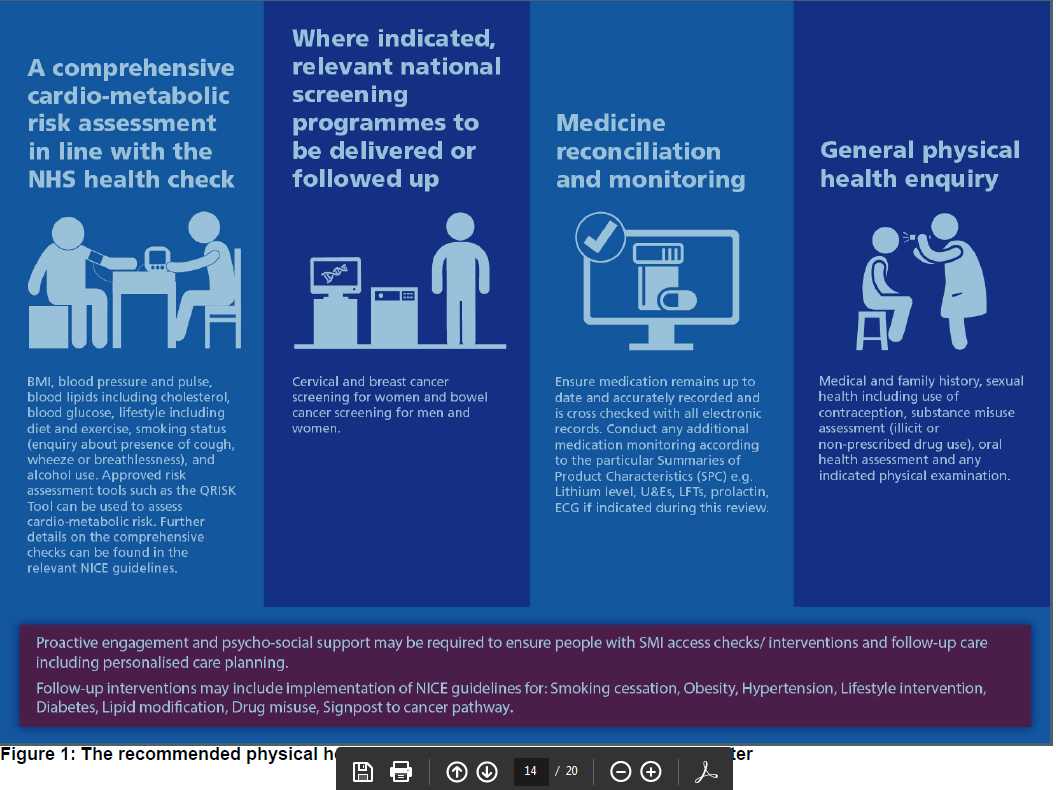 A comprehensive
cardio-metabolic
risk assessment
in line with the
NHS health check
BMI, blood pressure and pulse,
blood lipids including cholesterol,
blood glucose, lifestyle including
diet and exercise, smoking status
(enquiry about presence of cough,
wheeze or breathlessness), and
alcohol use. Approved risk
assessment tools such as the QRISK
Tool can be used to assess
cardio-metabolic risk. Further
details on the comprehensive
checks can be found in the
relevant NICE guidelines.
Where indicated,
relevant national
screening
programmes to
be delivered or
followed up
Cervical and breast cancer
screening for women and bowel
cancer screening for men and
women.
Medicine
reconciliation
and monitoring
Ensure medication remains up to
date and accurately recorded and
is cross checked with all electronic
records. Conduct any additional
medication monitoring according
to the particular Summaries of
Product Characteristics (SPC) e.g.
Lithium level, U&Es, LFTs, prolactin,
ECG if indicated during this review.
General physical
health enquiry
Medical and family history, sexual
health including use of
contraception, substance misuse
assessment (illicit or
non-prescribed drug use), oral
health assessment and any
indicated physical examination.
Proactive engagement and psycho-social support may be required to ensure people with SMI access checks/ interventions and follow-up care
including personalised care planning.
Follow-up interventions may include implementation of NICE guidelines for: Smoking cessation, Obesity, Hypertension, Lifestyle intervention,
Diabetes, Lipid modification, Drug misuse, Signpost to cancer pathway.
Figure 1: The recommended physical
14 / 20